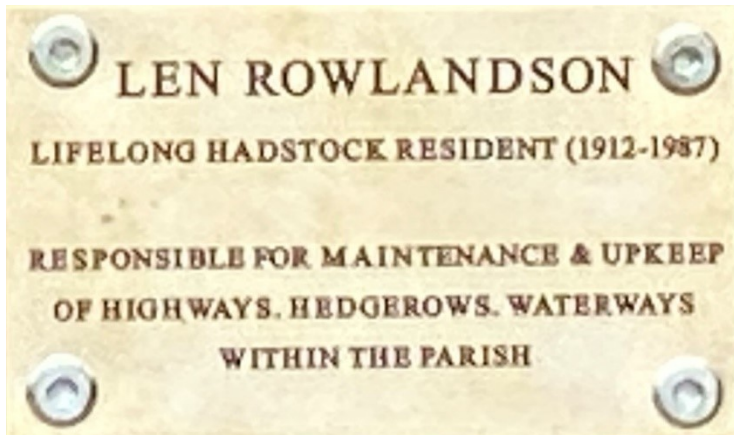 LEN ROWLANDSON
LIFELONG HADSTOCK RESIDENT (1912-1987)
RESPONSIBLE FOR MAINTENANCE & UPKEEP
OF HIGHWAYS, HEDGEROWS, WATERWAYS
WITHIN THE PARISH